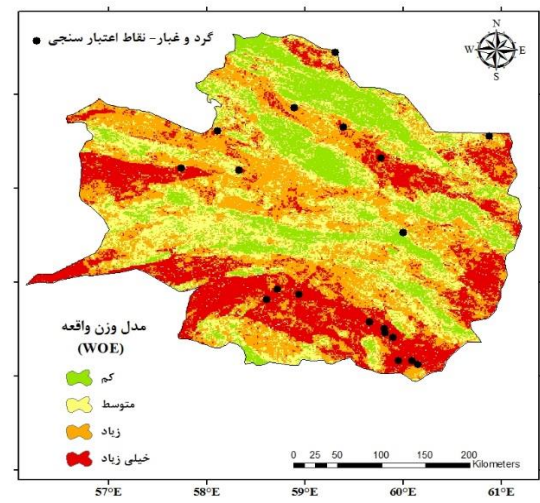 گرد و غبار- نقاط اعتبار سنجی
N
W E
S
مدل وزن واقعه
(WOE)
کم
متوسط
زیاد
خیلی زیاد
0 25 50 100 150 200
Kilometers
57°E 58°E 59°E 60°E 61°E